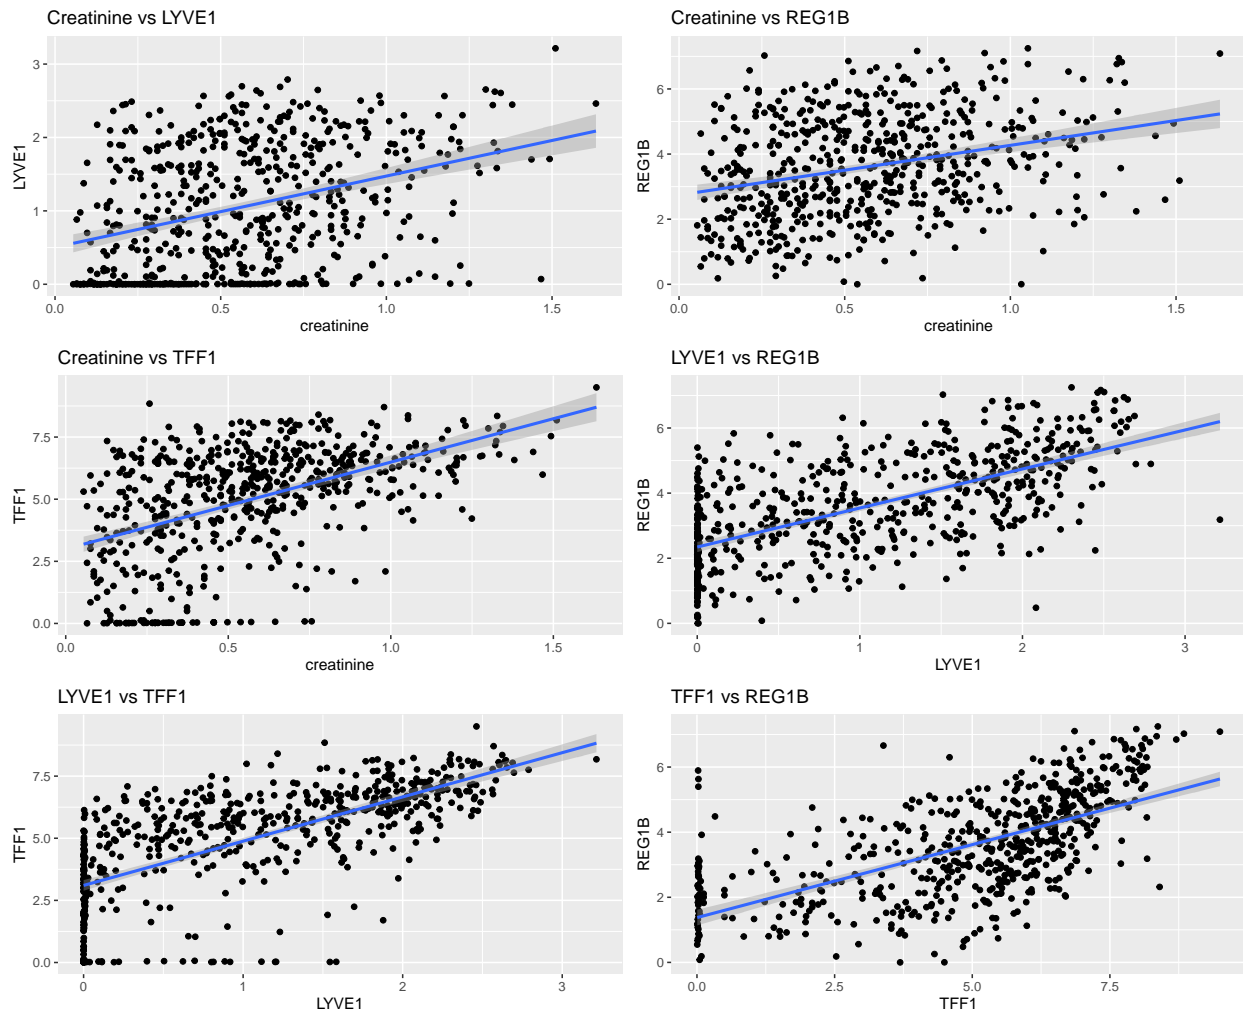 Creatinine vs LYVE1
3
2
1
0
LYVE1
0.0 0.5 1.0 1.5
creatinine
Creatinine vs REG1B
6
4
2
0
REG1B
0.0 0.5 1.0 1.5
creatinine
Creatinine vs TFF1
7.5
5.0
2.5
0.0
TFF1
0.0 0.5 1.0 1.5
creatinine
LYVE1 vs REG1B
6
4
2
0
REG1B
0 1 2 3
LYVE1
LYVE1 vs TFF1
7.5
5.0
2.5
0.0
TFF1
0 1 2 3
LYVE1
TFF1 vs REG1B
6
4
2
0
REG1B
0.0 2.5 5.0 7.5
TFF1